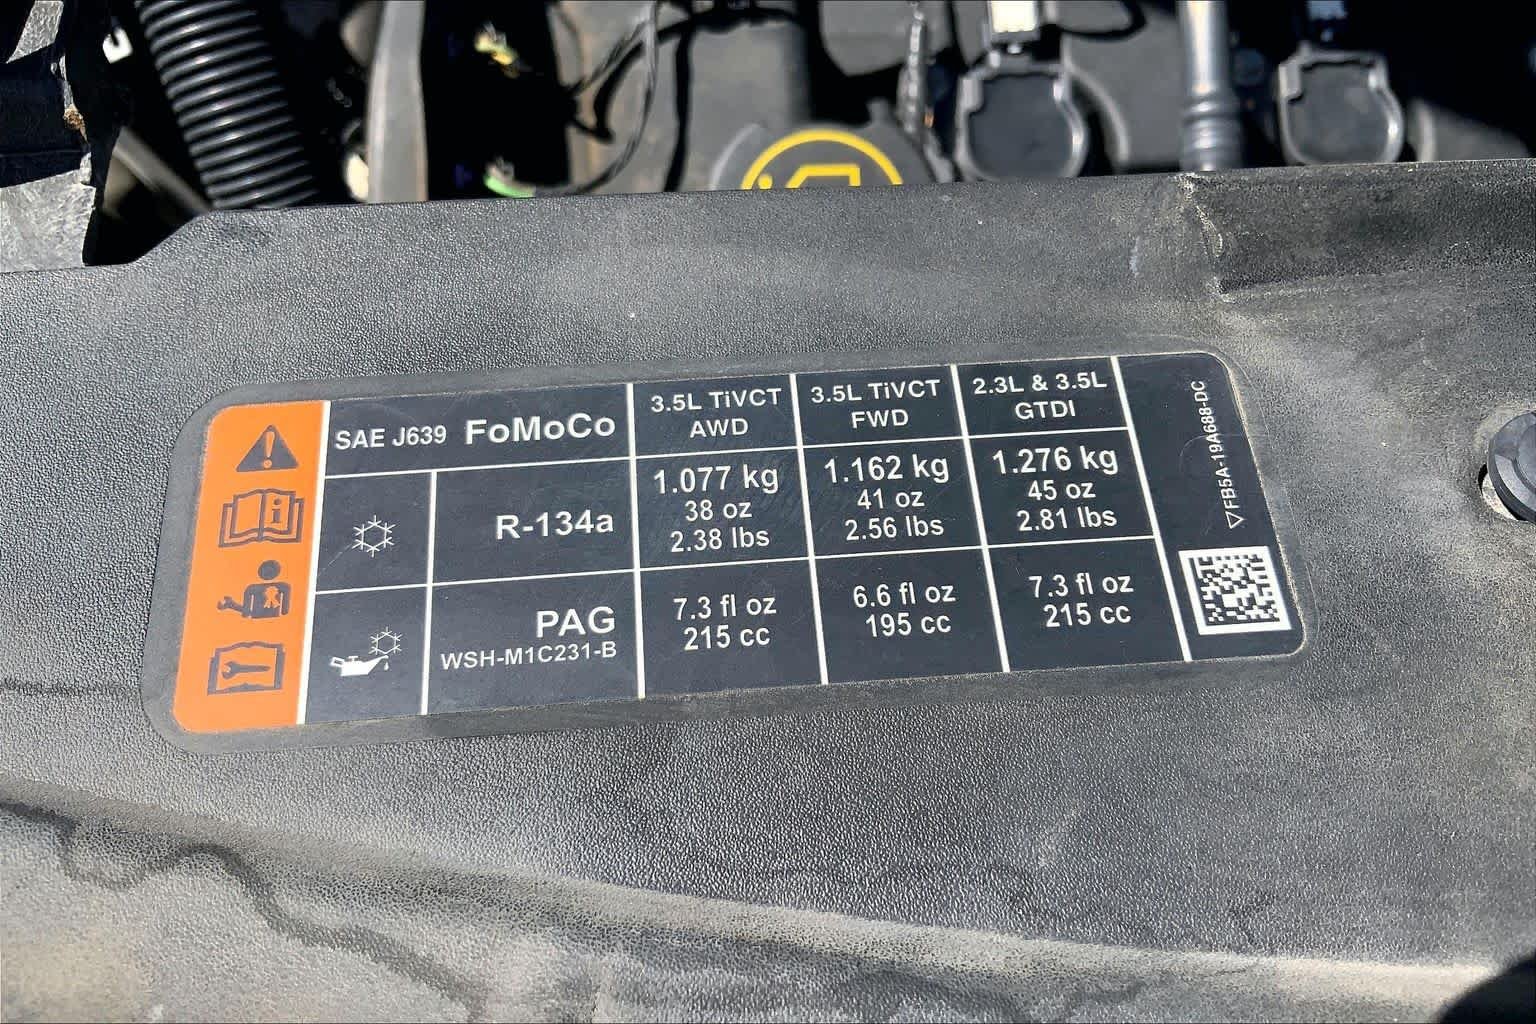 SAE J639 FoMoCo
3.5L TiVCT
AWD
3.5L TiVCT
FWD
2.3L & 3.5L
GTDI
R-134a
1.077 kg
38 oz
2.38 lbs
1.162 kg
41 oz
2.56 lbs
1.276 kg
45 oz
2.81 lbs
PAG
WSH-M1C231-B
7.3 fl oz
215 cc
6.6 fl oz
195 cc
7.3 fl oz
215 cc
FB5A-19A688-DC